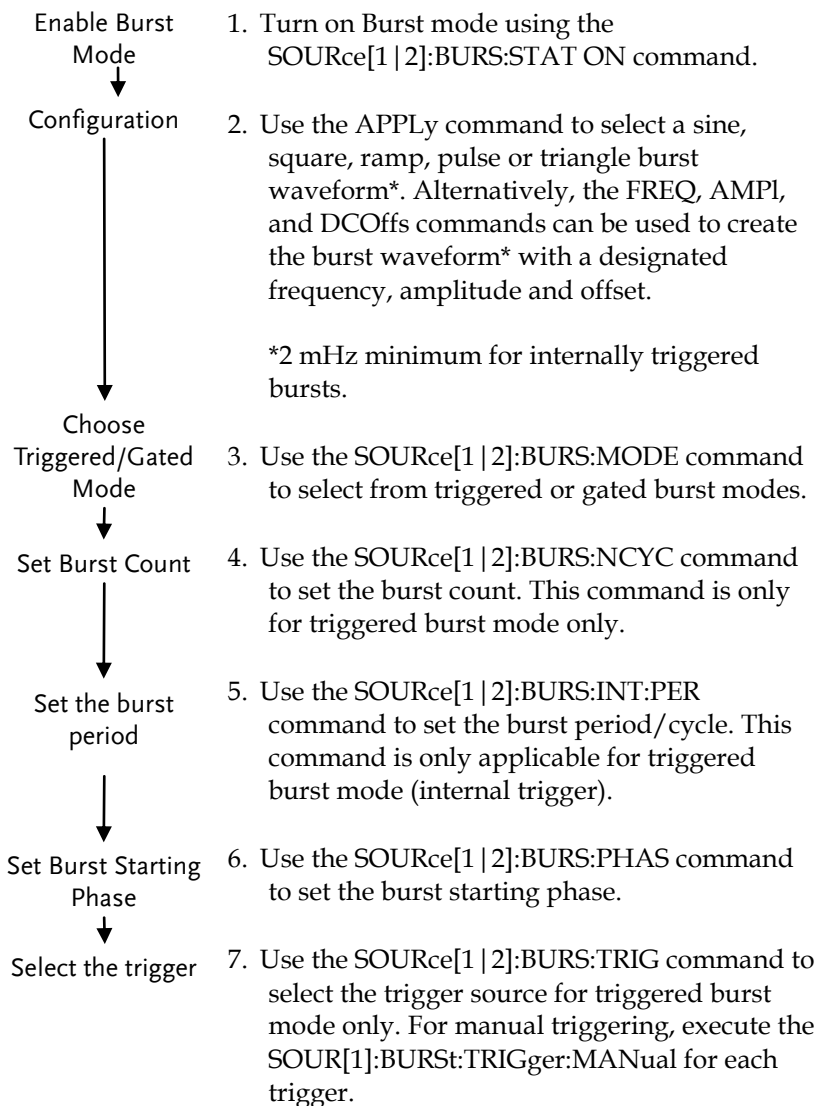 Enable Burst
Mode
1. Turn on Burst mode using the
SOURce[1|2]:BURS:STAT ON command.
Configuration
2. Use the APPLy command to select a sine,
square, ramp, pulse or triangle burst
waveform*. Alternatively, the FREQ, AMPl,
and DCOffs commands can be used to create
the burst waveform* with a designated
frequency, amplitude and offset.
*2 mHz minimum for internally triggered
bursts.
Choose
Triggered/Gated
Mode
3. Use the SOURce[1|2]:BURS:MODE command
to select from triggered or gated burst modes.
Set Burst Count
4. Use the SOURce[1|2]:BURS:NCYC command
to set the burst count. This command is only
for triggered burst mode only.
Set the burst
period
5. Use the SOURce[1|2]:BURS:INT:PER
command to set the burst period/cycle. This
command is only applicable for triggered
burst mode (internal trigger).
Set Burst Starting
Phase
6. Use the SOURce[1|2]:BURS:PHAS command
to set the burst starting phase.
Select the trigger
7. Use the SOURce[1|2]:BURS:TRIG command to
select the trigger source for triggered burst
mode only. For manual triggering, execute the
SOUR[1]:BURSt:TRIGger:MANual for each
trigger.